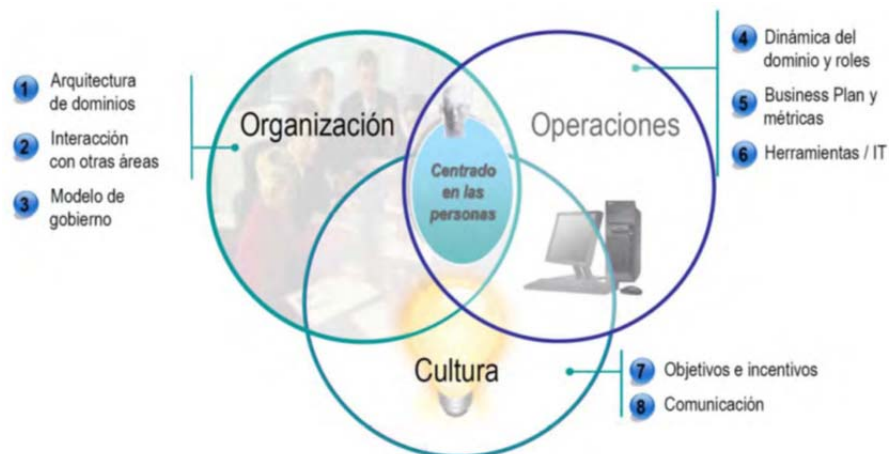 1 Arquitectura
de dominios
2 Interacción
con otras áreas
3 Modelo de
gobierno
Organización
Centrado
en las
personas
Operaciones
4 Dinámica del
dominio y roles
5 Business Plan y
métricas
6 Herramientas / IT
Cultura
7 Objetivos e incentivos
8 Comunicación